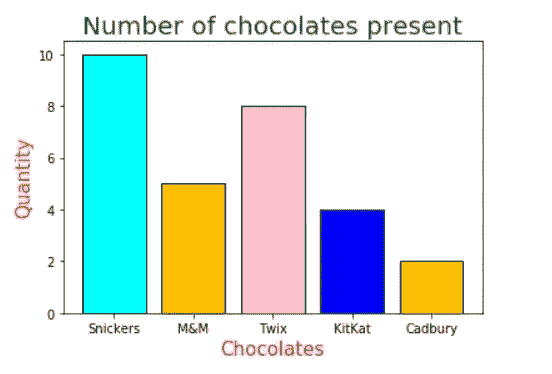 Number of chocolates present
10
8
6
4
2
0
Quantity
Snickers M&M Twix KitKat Cadbury
Chocolates